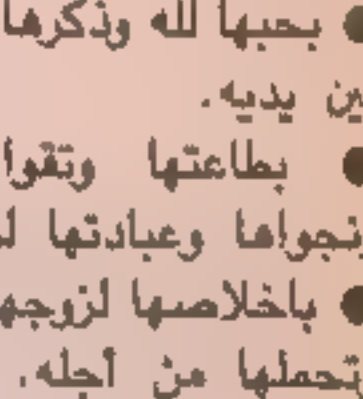 ● بحبها لله وذكرها
ين يديه.
● بطاعتها وتقوا
نجواها وعبادتها
● باخلاصها لزوجه
تحملها من أجله.